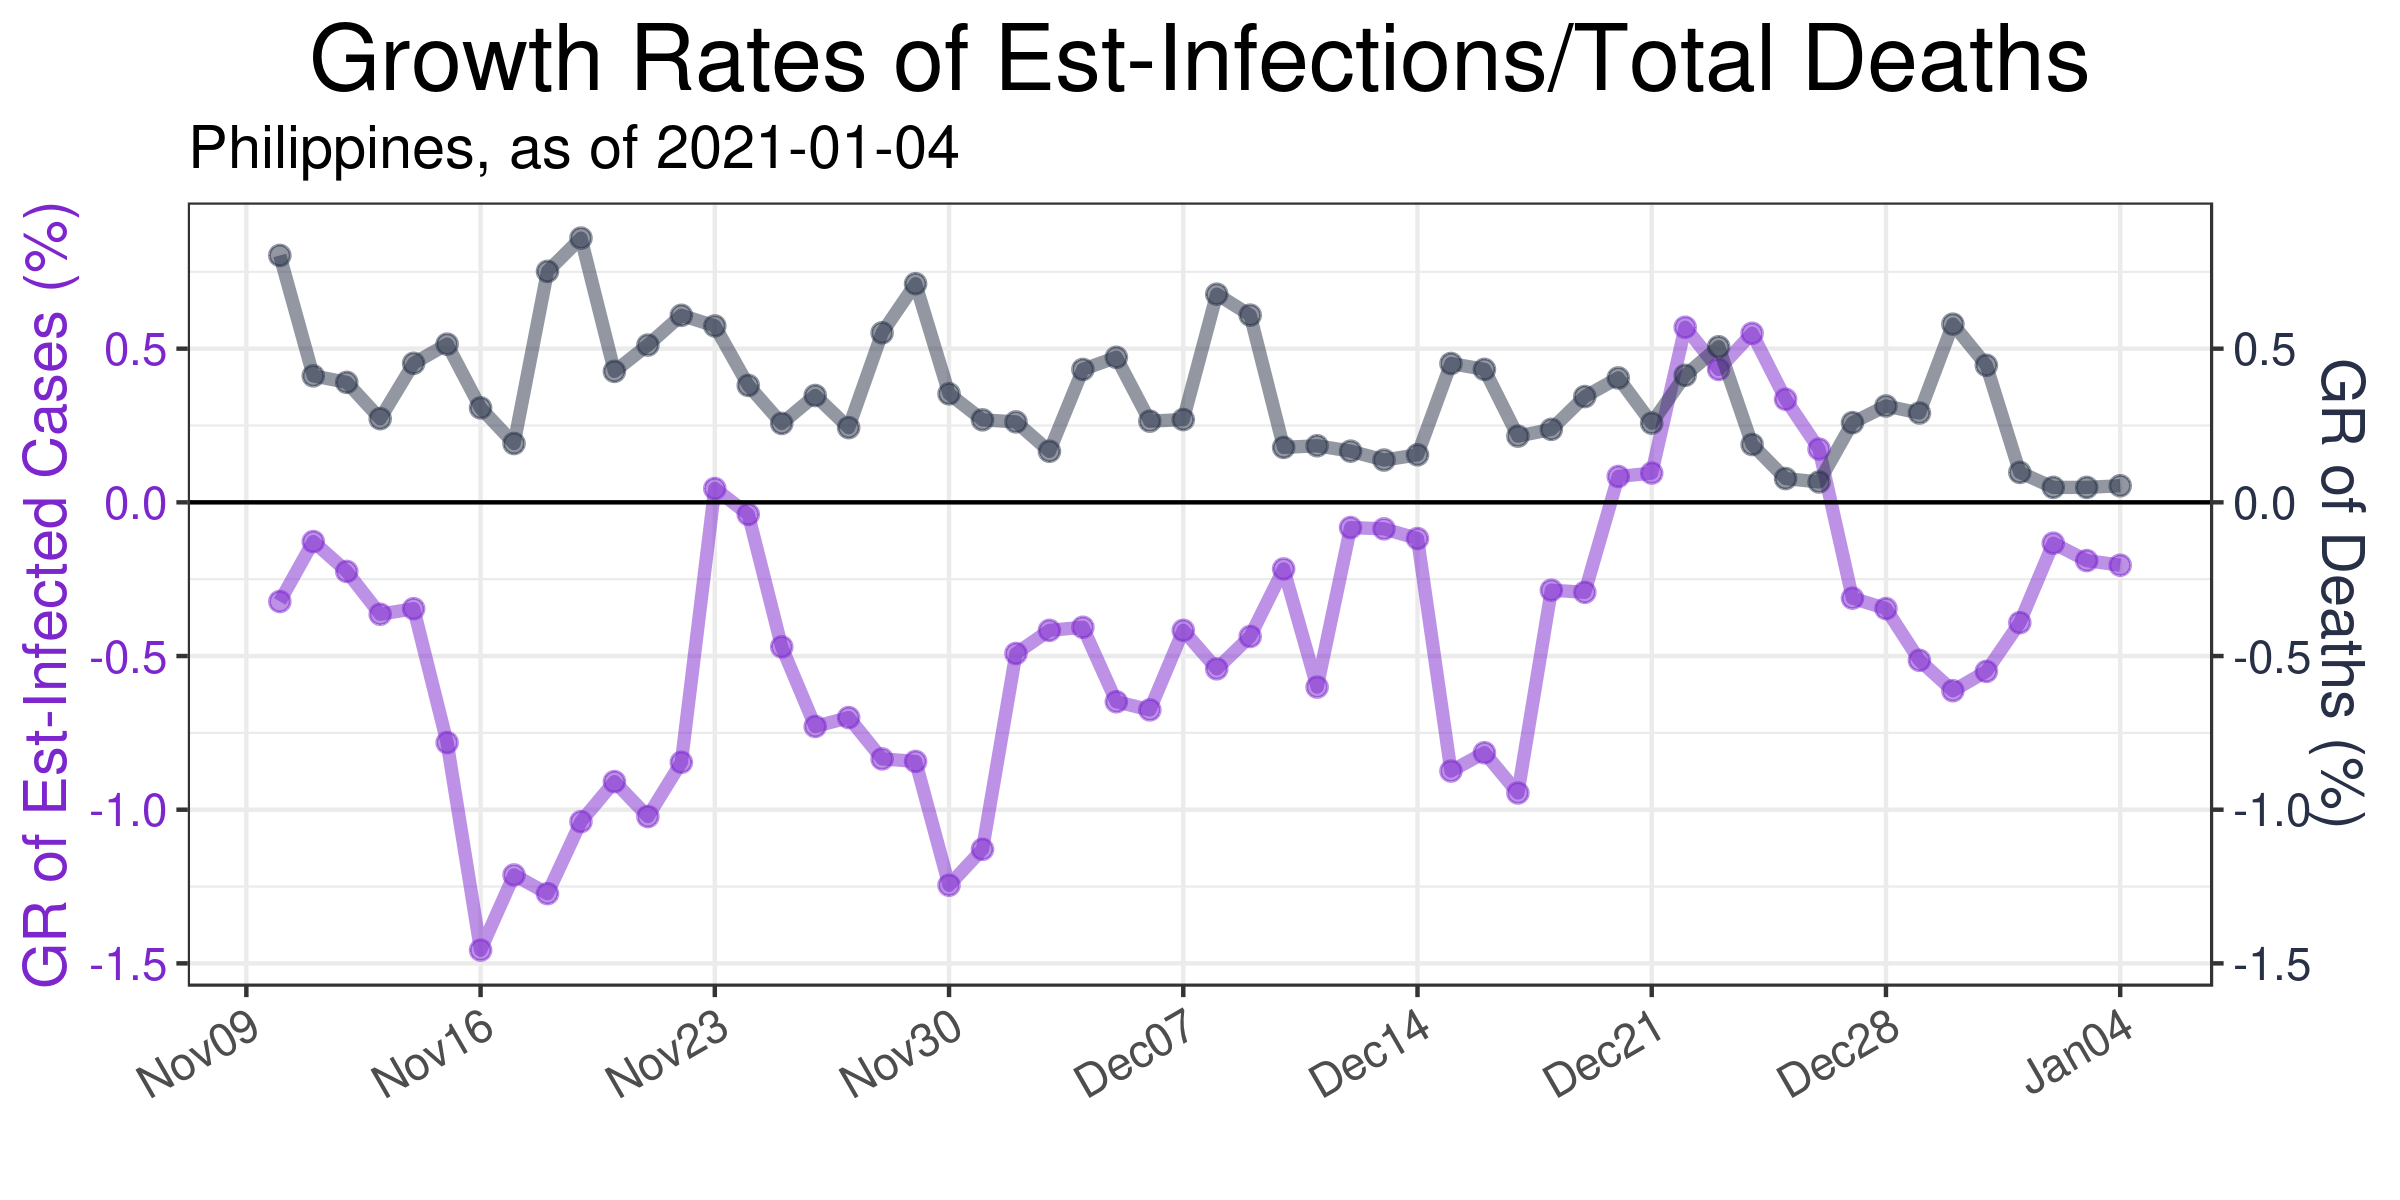 Growth Rates of Est-Infections/Total Deaths
Philippines, as of 2021-01-04
GR of Est-Infected Cases (%)
0.5
0.0
-0.5
-1.0
-1.5
0.5
0.0
-0.5
-1.0
-1.5
GR of Deaths (%)
Nov09
Nov16
Nov23
Nov30
Dec07
Dec14
Dec21
Dec28
Jan04